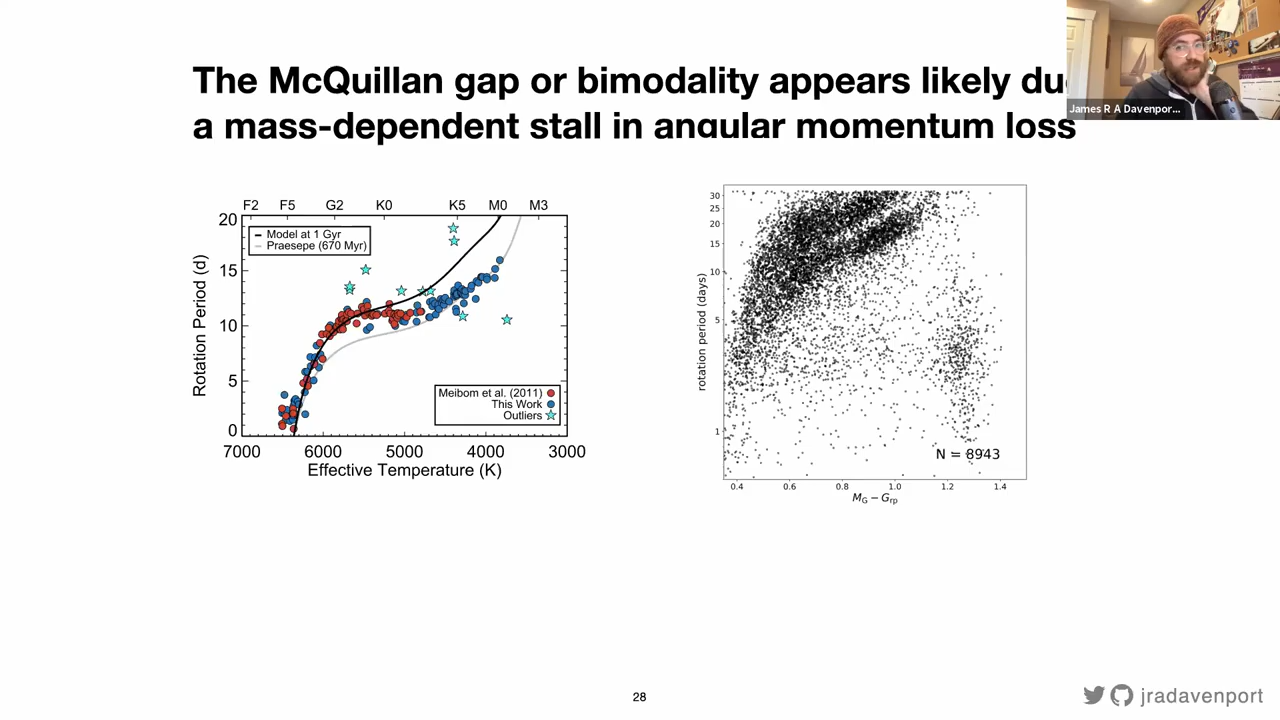 The McQuillan gap or bimodality appears likely
a mass-dependent stall in angular momentum loss
James R A Davenpor...
F2 F5 G2 K0 K5 M0 M3
20
15
10
5
0
Rotation Period (d)
Model at 1 Gyr
Praesepe (670 Myr)
Meibom et al. (2011)
This Work
Outliers
7000 6000 5000 4000 3000
Effective Temperature (K)
30
25
20
15
10
5
1
rotation period (days)
N = 8943
0.4 0.6 0.8 1.0 1.2 1.4
M_G − G_rp
28
jradavenport